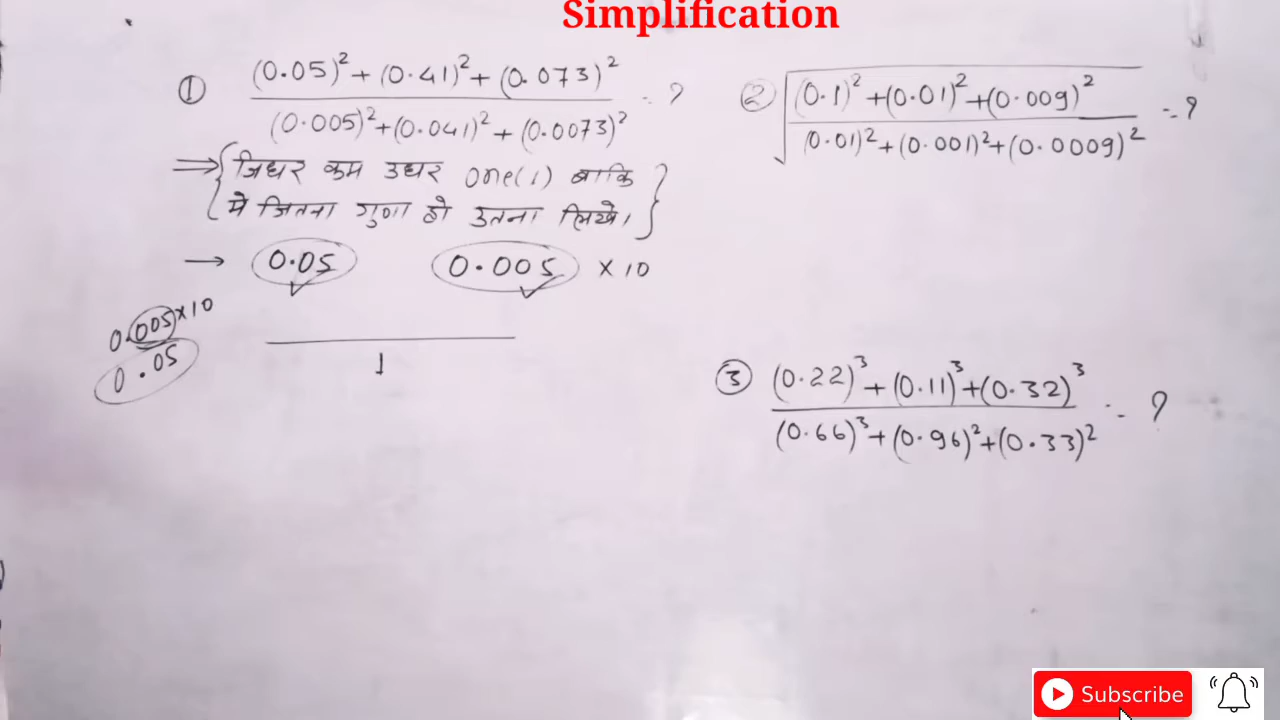 Simplification
① (0.05)²+(0.41)²+(0.073)² / (0.005)²+(0.041)²+(0.0073)² = ?
⇒ {जिधर कम उधर one(1) बाकि
में जितना गुणा हो उतना लिखे।}
→ 0.05 0.005 × 10
0.005×10
0.05
1
② √((0.1)²+(0.01)²+(0.009)² / (0.01)²+(0.001)²+(0.0009)²) = ?
③ (0.22)³+(0.11)³+(0.32)³ / (0.66)³+(0.96)²+(0.33)² = ?
Subscribe